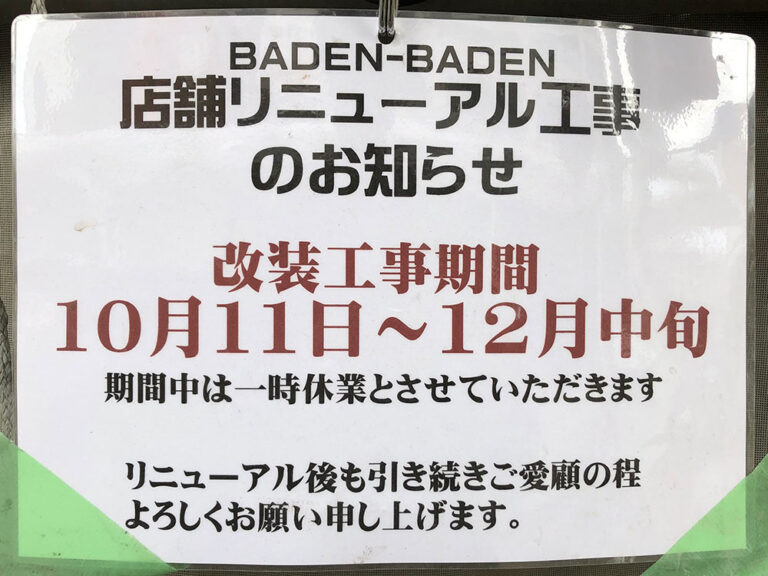 BADEN-BADEN
店舗リニューアル工事
のお知らせ
改装工事期間
10月11日～12月中旬
期間中は一時休業とさせていただきます
リニューアル後も引き続きご愛顧の程
よろしくお願い申し上げます。